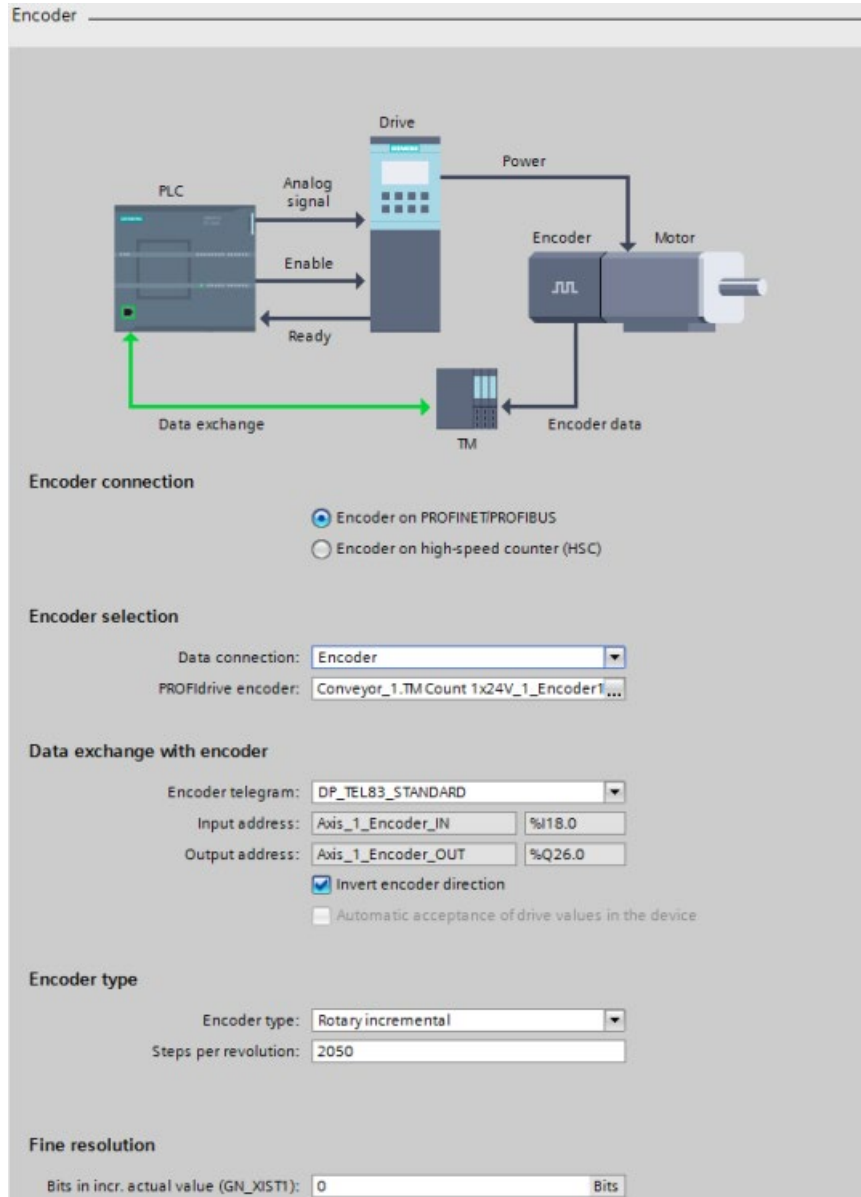 Encoder
Drive
Power
PLC
Analog
signal
Encoder Motor
Enable
Ready
Data exchange
Encoder data
TM
Encoder connection
Encoder on PROFINET/PROFIBUS
Encoder on high-speed counter (HSC)
Encoder selection
Data connection: Encoder
PROFIdrive encoder: Conveyor_1.TM Count 1x24V_1_Encoder1 ...
Data exchange with encoder
Encoder telegram: DP_TEL83_STANDARD
Input address: Axis_1_Encoder_IN %I18.0
Output address: Axis_1_Encoder_OUT %Q26.0
Invert encoder direction
Automatic acceptance of drive values in the device
Encoder type
Encoder type: Rotary incremental
Steps per revolution: 2050
Fine resolution
Bits in incr. actual value (GN_XIST1): 0 Bits